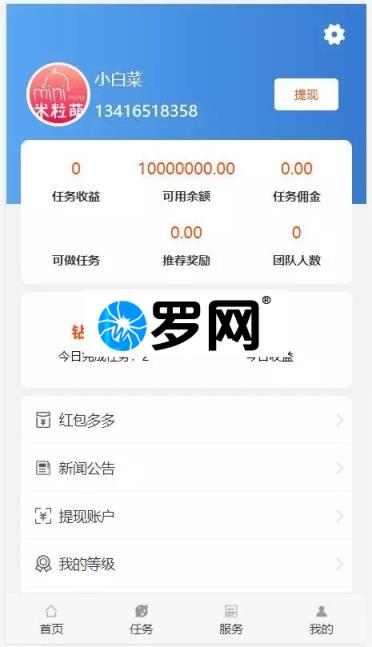 mini
meng
米粒萌
小白菜
13416518358
提现
0 10000000.00 0.00
任务收益 可用余额 任务佣金
0.00 0
可做任务 推荐奖励 团队人数
罗网®
今日完成任务：2 今日收益
红包多多
新闻公告
提现账户
我的等级
首页 任务 服务 我的